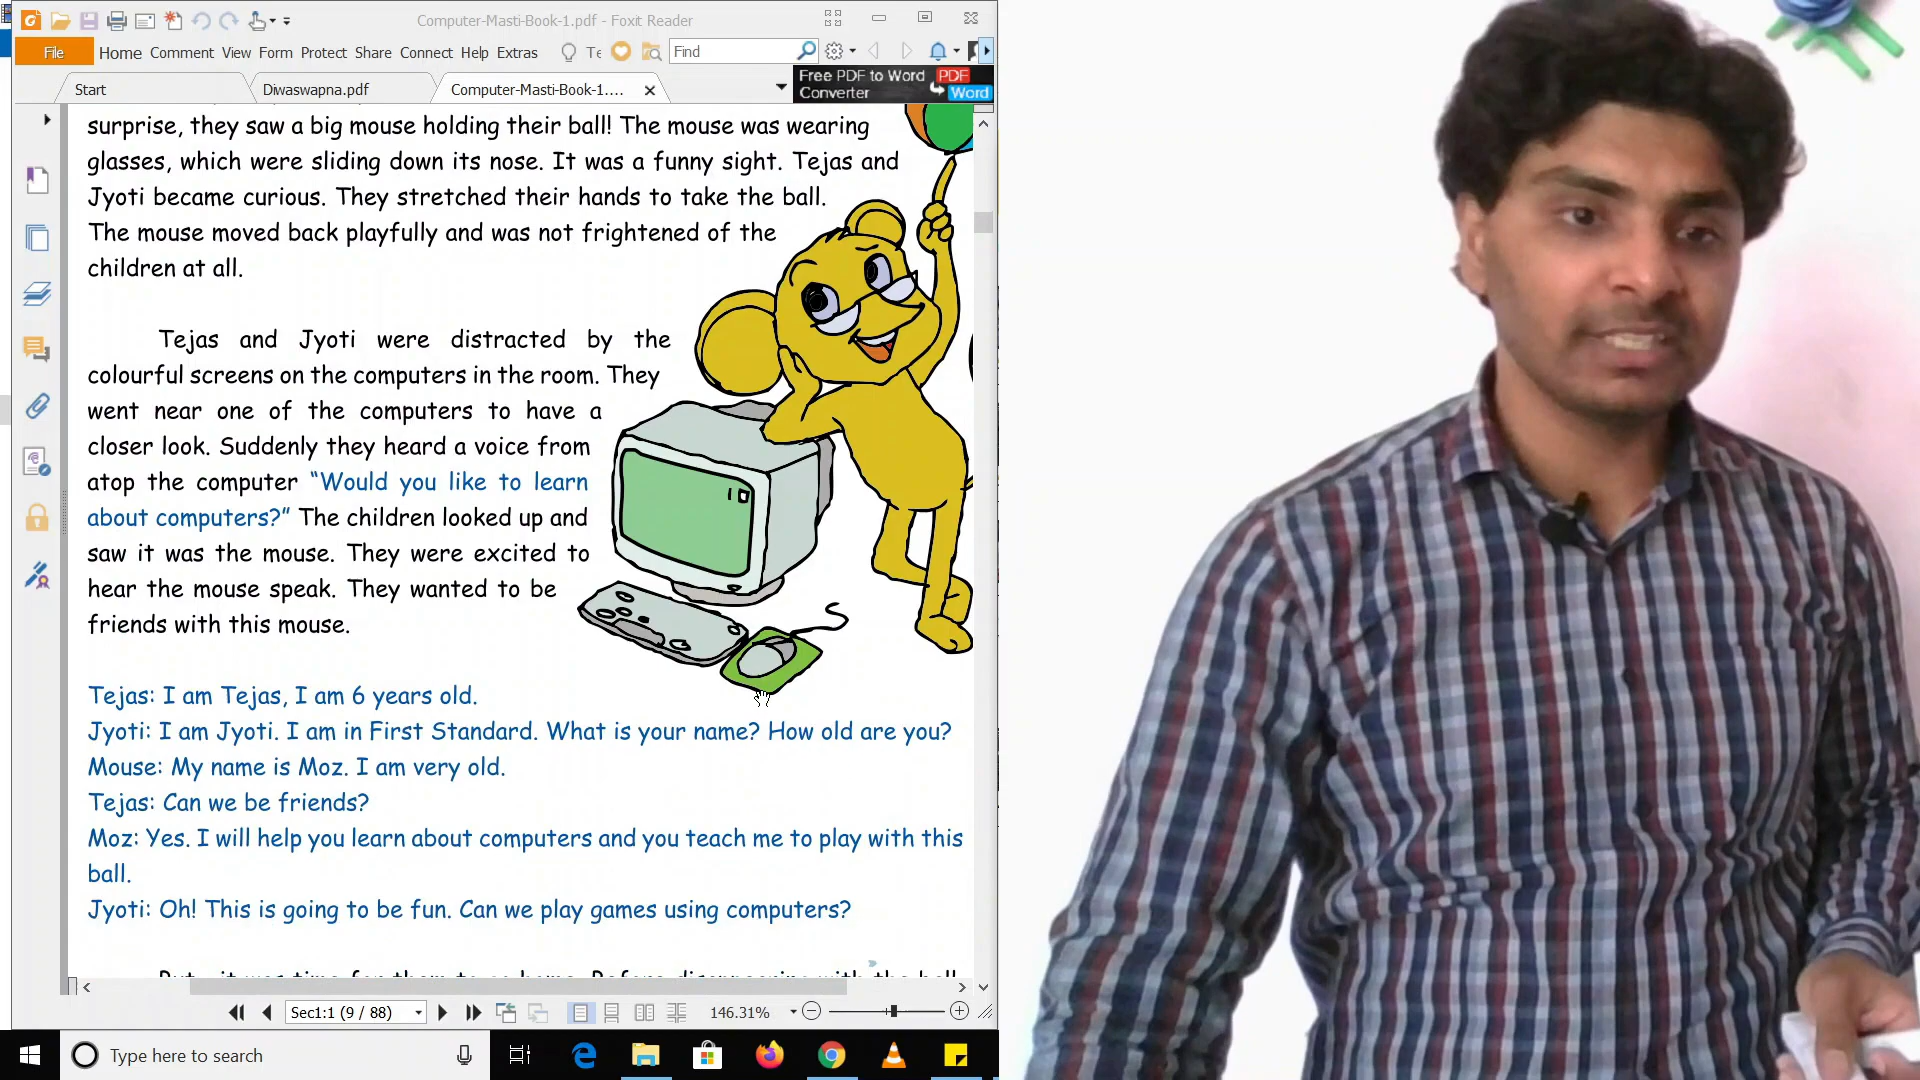 Computer-Masti-Book-1.pdf - Foxit Reader
File Home Comment View Form Protect Share Connect Help Extras Te Find
Start Diwaswapna.pdf Computer-Masti-Book-1....
Free PDF to Word PDF
Converter Word
surprise, they saw a big mouse holding their ball! The mouse was wearing
glasses, which were sliding down its nose. It was a funny sight. Tejas and
Jyoti became curious. They stretched their hands to take the ball.
The mouse moved back playfully and was not frightened of the
children at all.
Tejas and Jyoti were distracted by the
colourful screens on the computers in the room. They
went near one of the computers to have a
closer look. Suddenly they heard a voice from
atop the computer “Would you like to learn
about computers?” The children looked up and
saw it was the mouse. They were excited to
hear the mouse speak. They wanted to be
friends with this mouse.
Tejas: I am Tejas, I am 6 years old.
Jyoti: I am Jyoti. I am in First Standard. What is your name? How old are you?
Mouse: My name is Moz. I am very old.
Tejas: Can we be friends?
Moz: Yes. I will help you learn about computers and you teach me to play with this
ball.
Jyoti: Oh! This is going to be fun. Can we play games using computers?
Sec1:1 (9 / 88) 146.31%
Type here to search